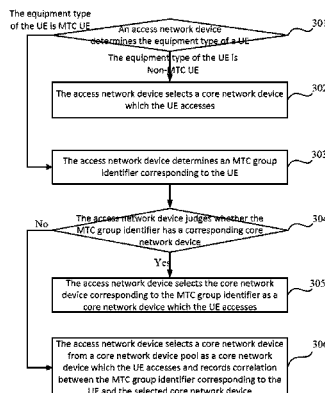 The equipment type
of the UE is MTC UE
An access network device
determines the equipment type of a UE
301
The equipment type of the UE is
Non-MTC UE
The access network device selects a core network device
which the UE accesses
302
The access network device determines an MTC group
identifier corresponding to the UE
303
No
The access network device judges whether the
MTC group identifier has a corresponding core
network device
304
Yes
The access network device selects the core network
device corresponding to the MTC group identifier as a
core network device which the UE accesses
305
The access network device selects a core network device
from a core network device pool as a core network
device which the UE accesses and records correlation
between the MTC group identifier corresponding to the
UE and the selected core network device
306